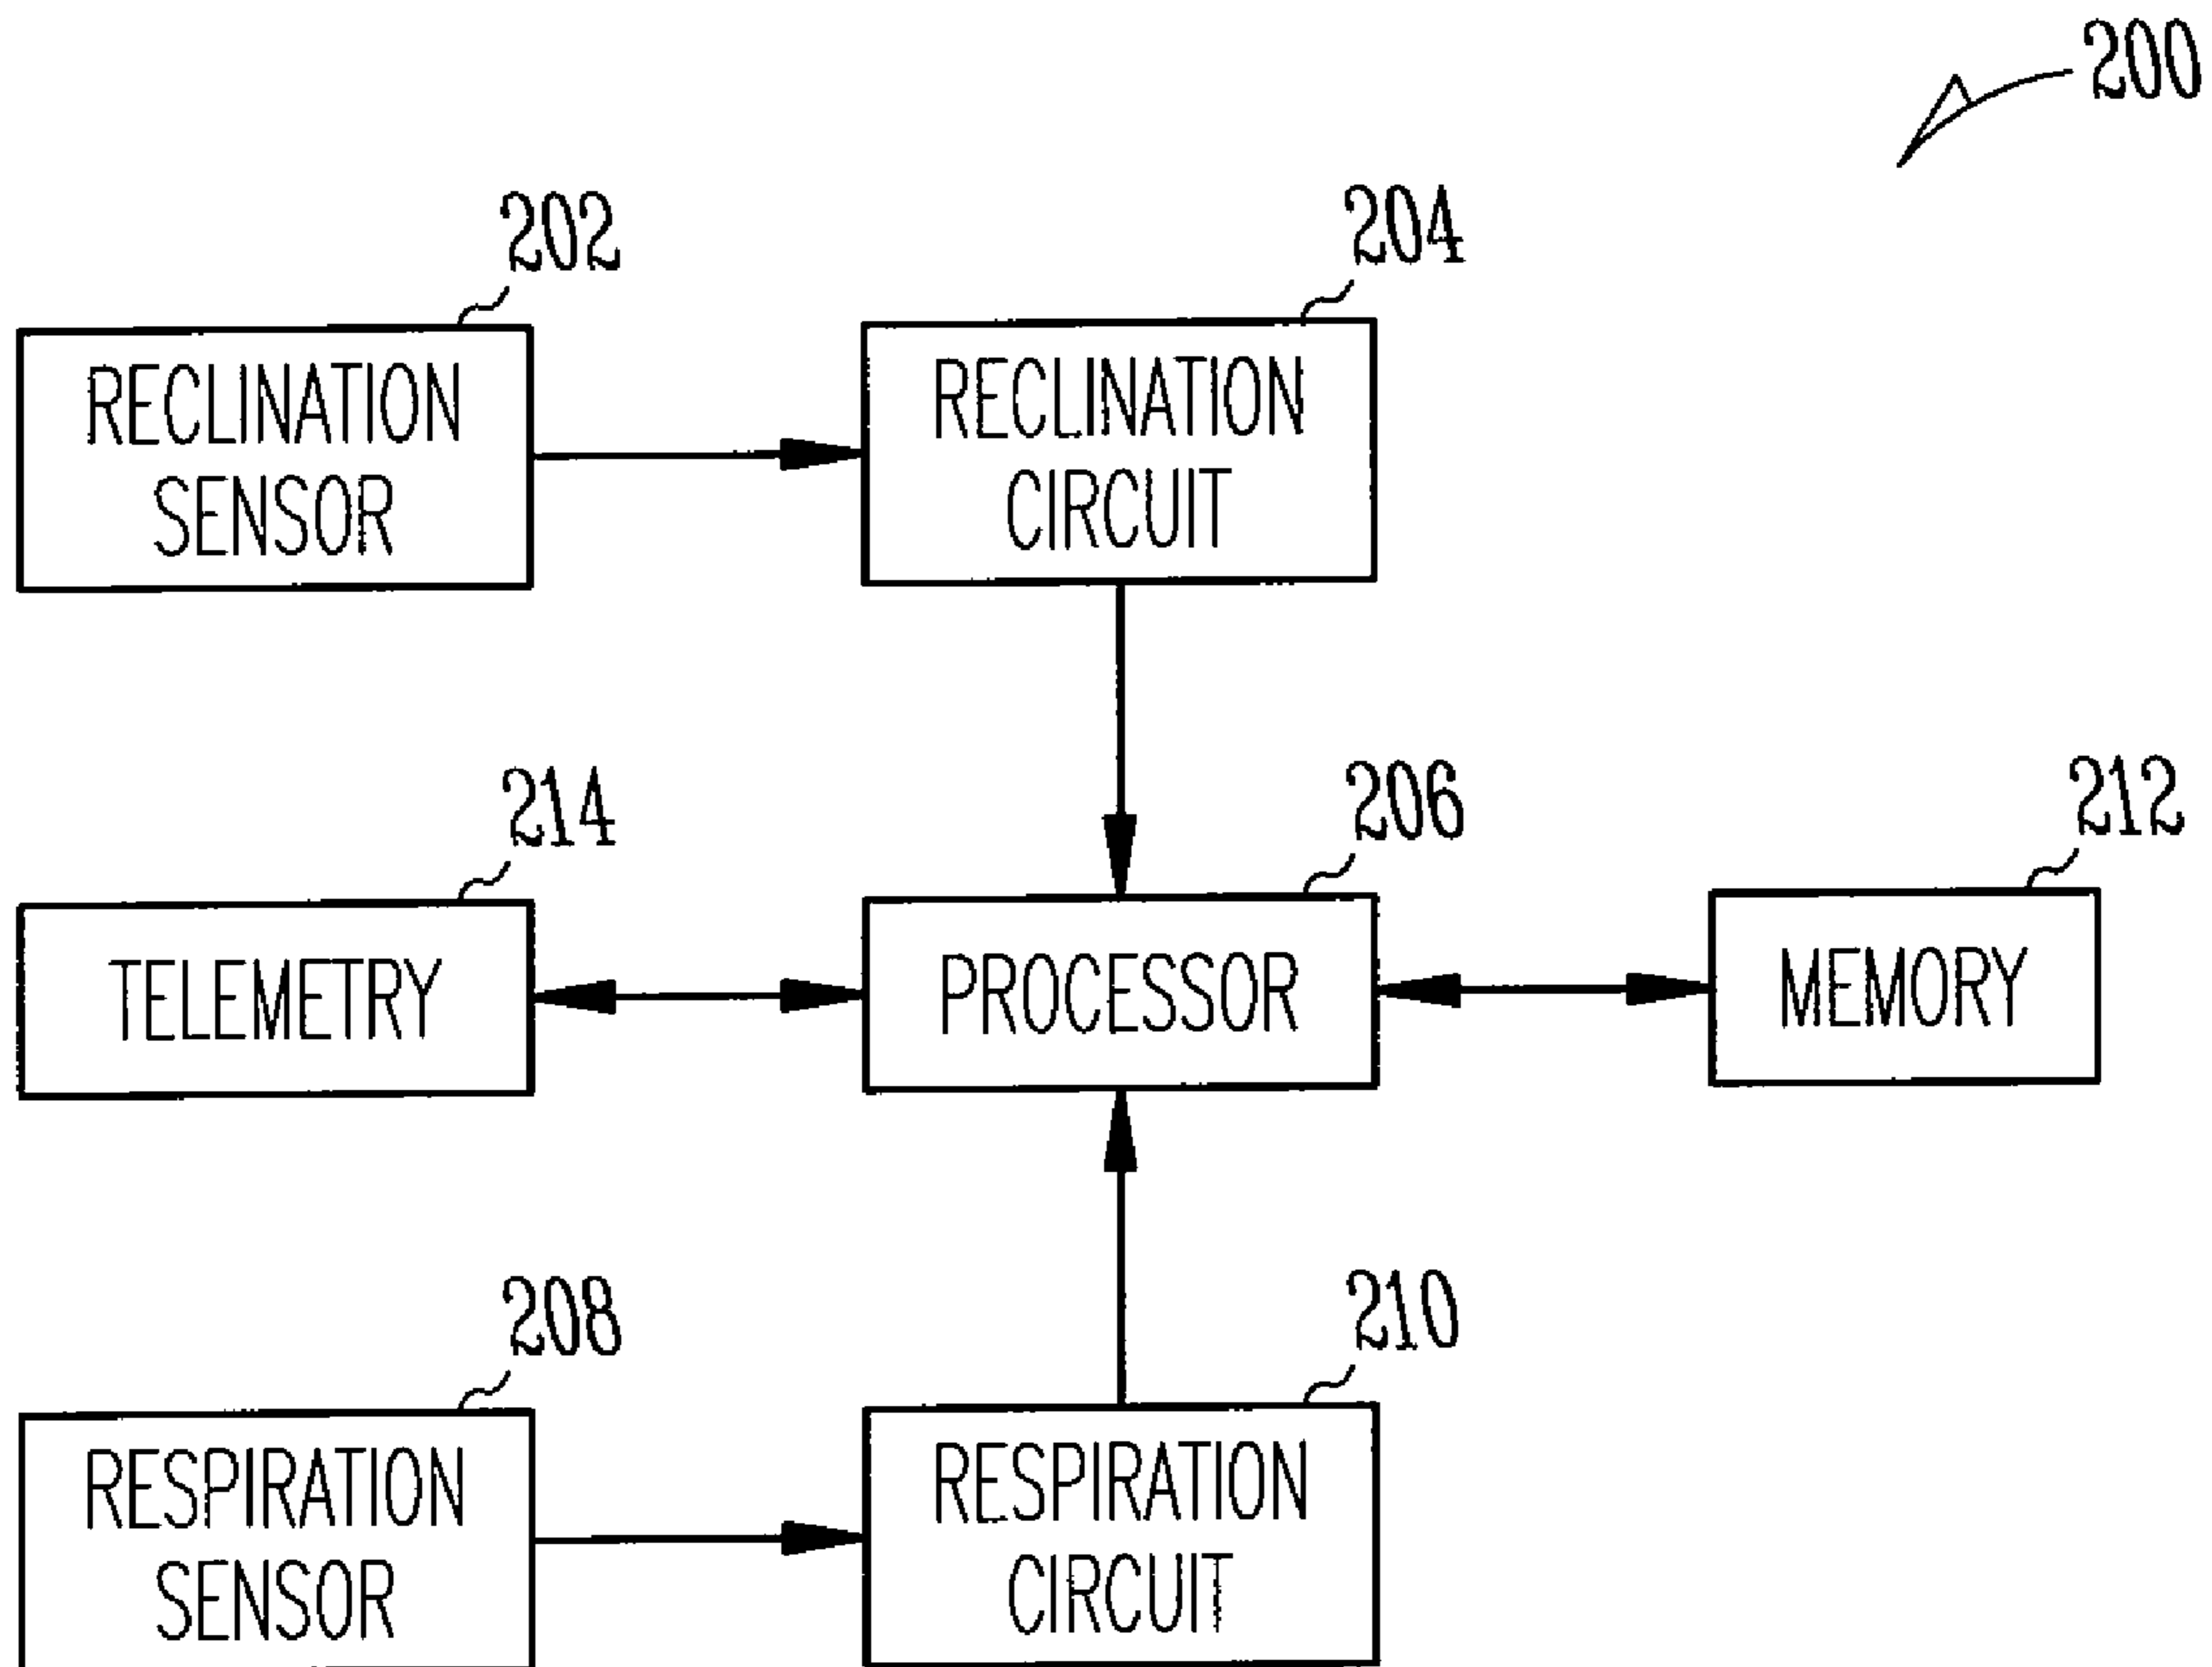 200
202
204
RECLINATION
SENSOR
RECLINATION
CIRCUIT
214
206
212
TELEMETRY
PROCESSOR
MEMORY
208
210
RESPIRATION
SENSOR
RESPIRATION
CIRCUIT